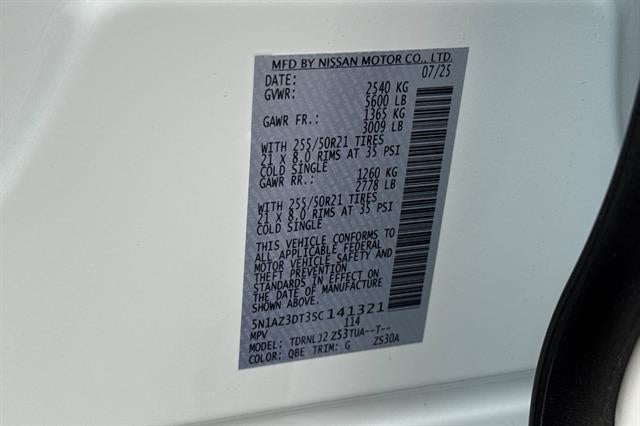 MFD BY NISSAN MOTOR CO., LTD.
DATE: 07/25
GVWR: 2540 KG
5600 LB
GAWR FR.: 1365 KG
3009 LB
WITH 255/50R21 TIRES
21 X 8.0 RIMS AT 35 PSI
COLD SINGLE
GAWR RR.: 1260 KG
2778 LB
WITH 255/50R21 TIRES
21 X 8.0 RIMS AT 35 PSI
COLD SINGLE
THIS VEHICLE CONFORMS TO
ALL APPLICABLE FEDERAL
MOTOR VEHICLE SAFETY AND
THEFT PREVENTION
STANDARDS IN EFFECT ON
THE DATE OF MANUFACTURE
SHOWN ABOVE.
5N1AZ3DT3SC141321
MPV 114
MODEL: TDRNLJ2 Z53TUA--T--
COLOR: QBE TRIM: G ZS30A